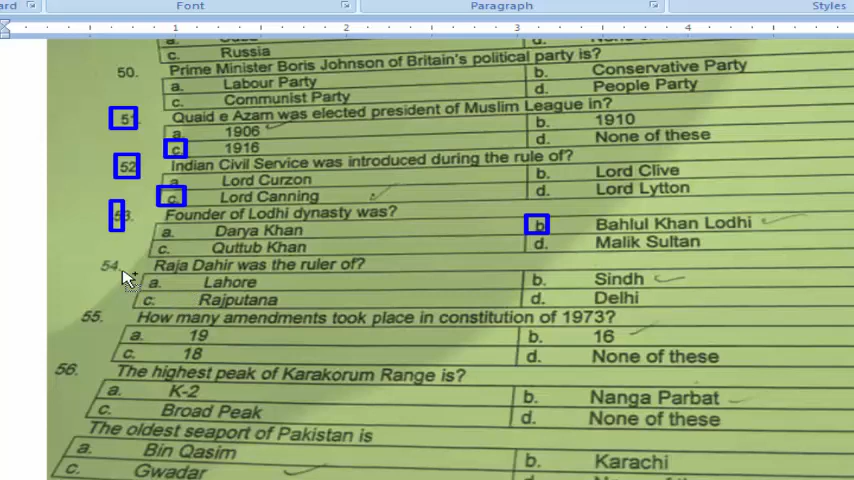 Font Paragraph Styles
1 2 3 4
c. Russia
50. Prime Minister Boris Johnson of Britain's political party is?
a. Labour Party b. Conservative Party
c. Communist Party d. People Party
51. Quaid e Azam was elected president of Muslim League in?
a. 1906 b. 1910
c. 1916 d. None of these
52. Indian Civil Service was introduced during the rule of?
a. Lord Curzon b. Lord Clive
c. Lord Canning d. Lord Lytton
53. Founder of Lodhi dynasty was?
a. Darya Khan b. Bahlul Khan Lodhi
c. Quttub Khan d. Malik Sultan
54. Raja Dahir was the ruler of?
a. Lahore b. Sindh
c. Rajputana d. Delhi
55. How many amendments took place in constitution of 1973?
a. 19 b. 16
c. 18 d. None of these
56. The highest peak of Karakorum Range is?
a. K-2 b. Nanga Parbat
c. Broad Peak d. None of these
The oldest seaport of Pakistan is
a. Bin Qasim b. Karachi
c. Gwadar